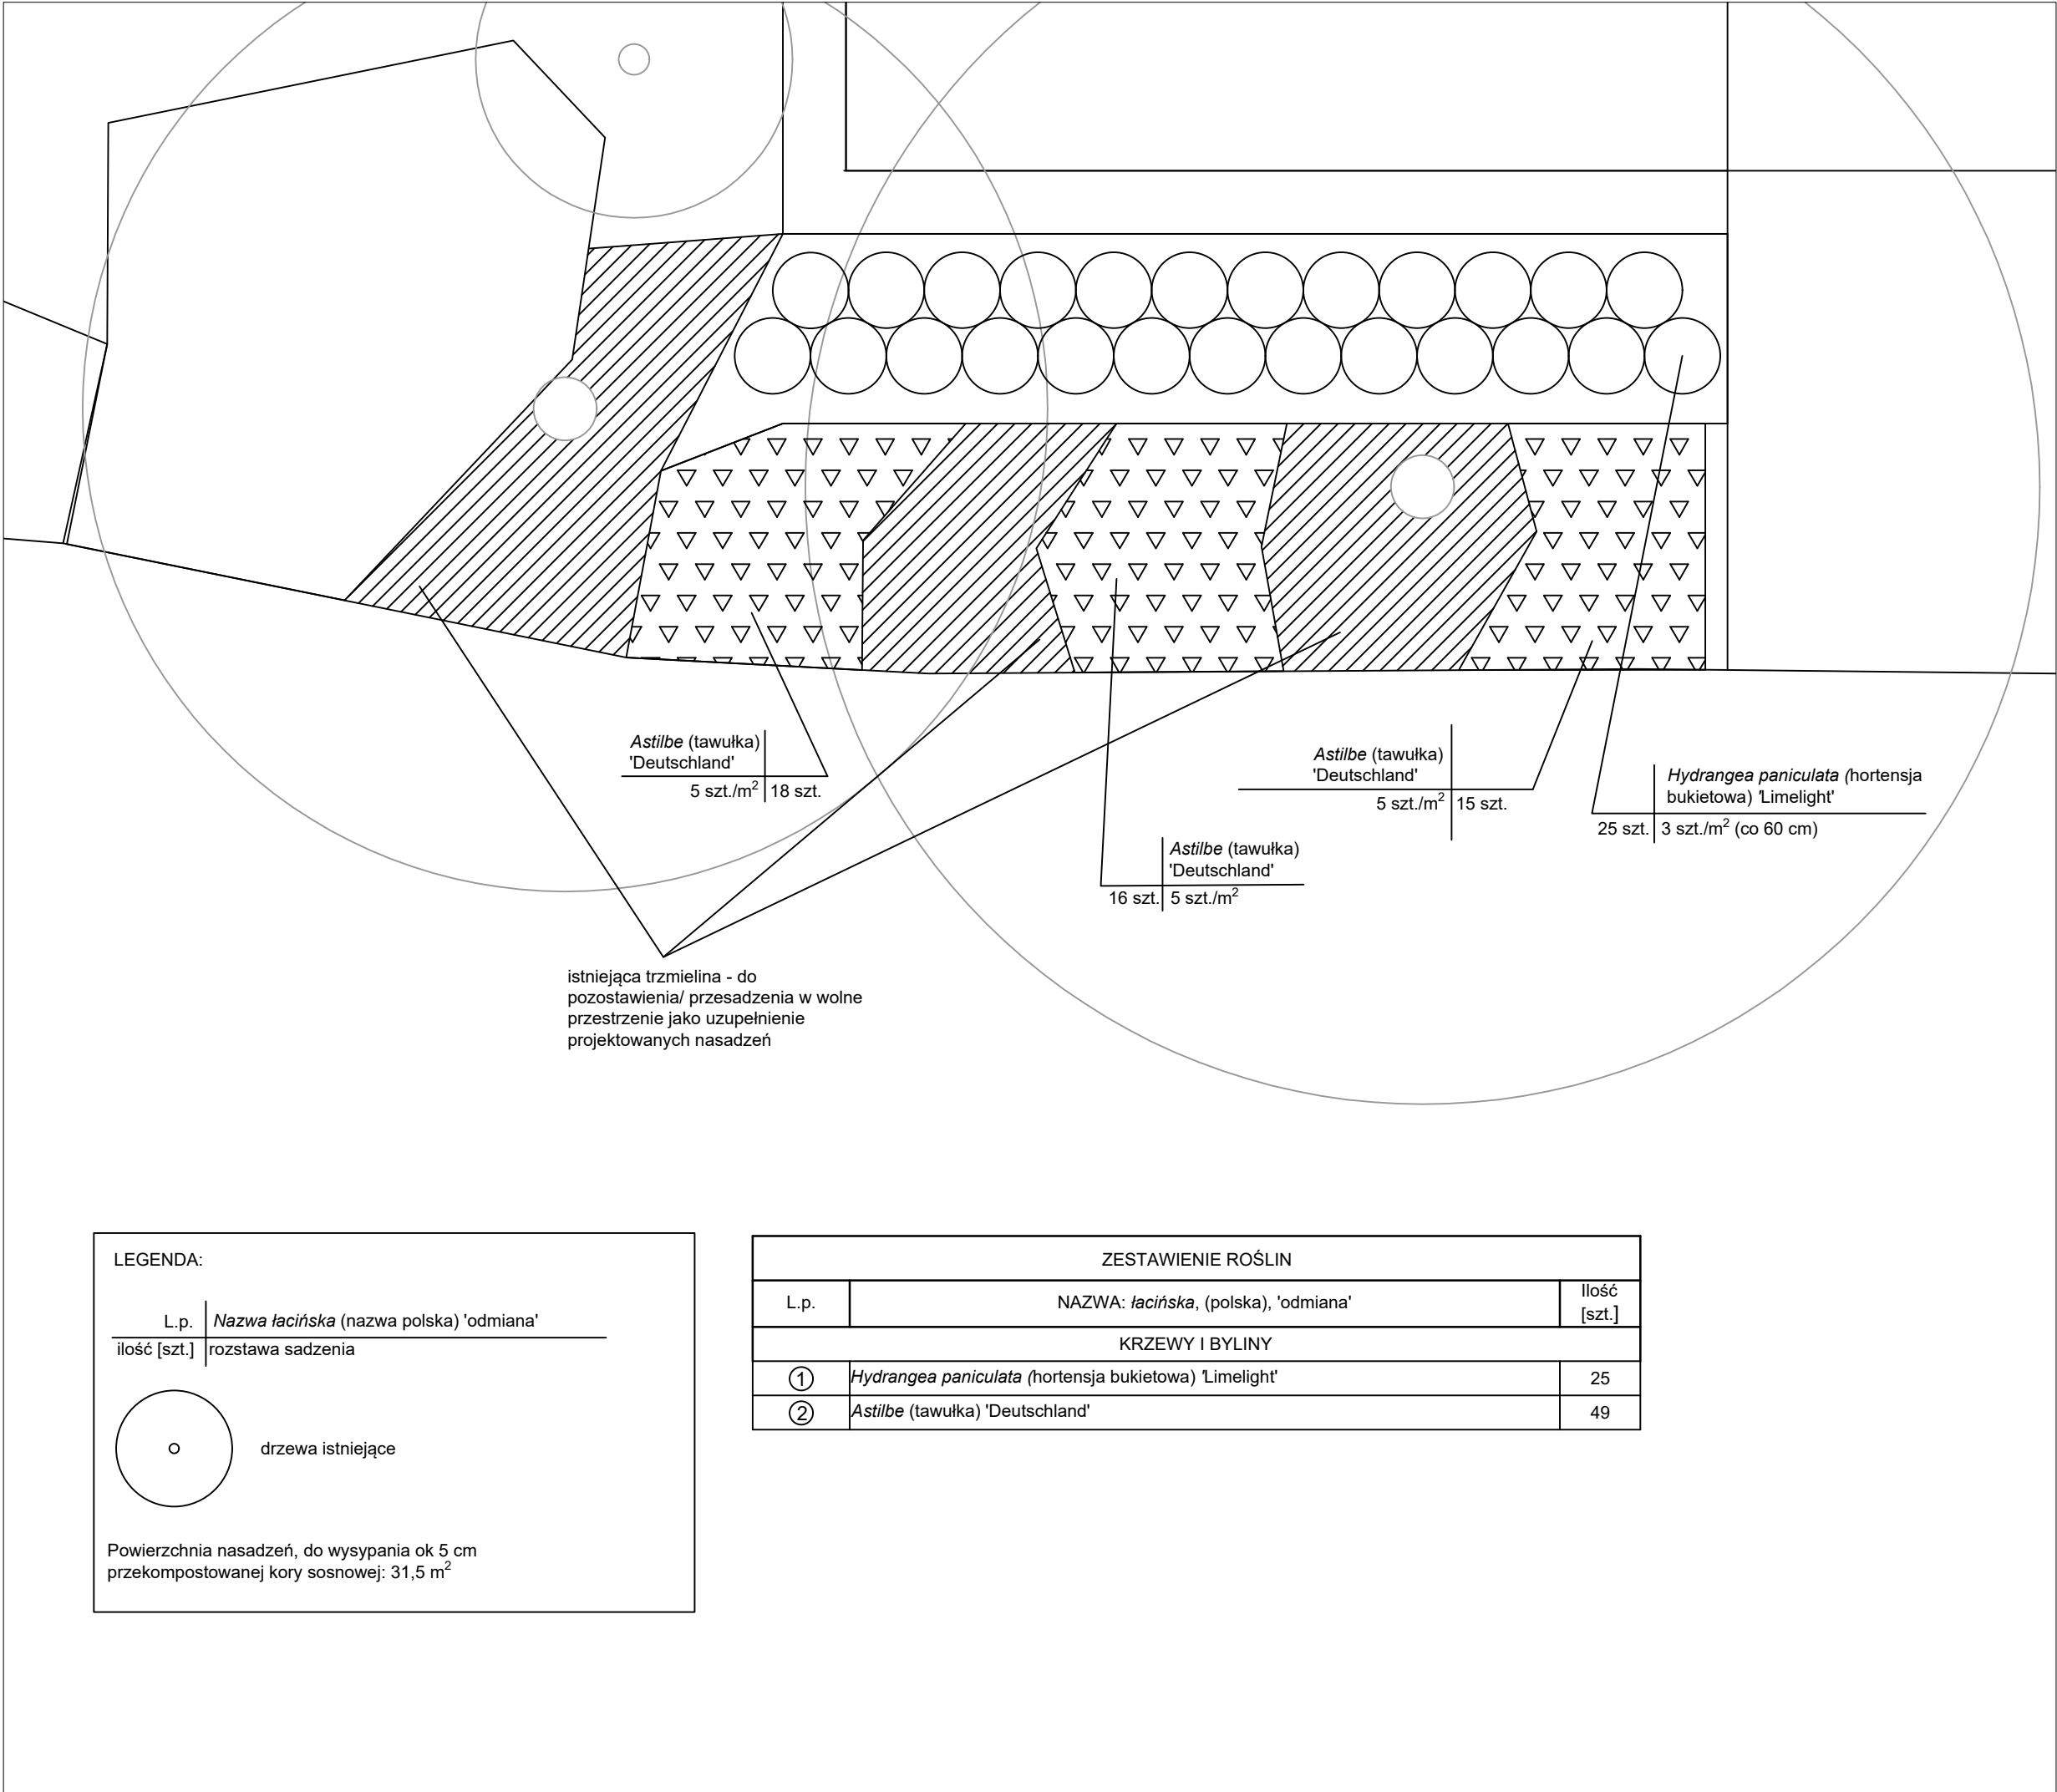 Astilbe (tawułka)
'Deutschland'
5 szt./m2 18 szt.
Astilbe (tawułka)
'Deutschland'
5 szt./m2 15 szt.
Hydrangea paniculata (hortensja
bukietowa) 'Limelight'
25 szt. 3 szt./m2 (co 60 cm)
Astilbe (tawułka)
'Deutschland'
16 szt. 5 szt./m2
istniejąca trzmielina - do
pozostawienia/ przesadzenia w wolne
przestrzenie jako uzupełnienie
projektowanych nasadzeń
LEGENDA:
L.p. Nazwa łacińska (nazwa polska) 'odmiana'
ilość [szt.] rozstawa sadzenia
drzewa istniejące
Powierzchnia nasadzeń, do wysypania ok 5 cm
przekompostowanej kory sosnowej: 31,5 m2
ZESTAWIENIE ROŚLIN
L.p. NAZWA: łacińska, (polska), 'odmiana' Ilość
[szt.]
KRZEWY I BYLINY
1 Hydrangea paniculata (hortensja bukietowa) 'Limelight' 25
2 Astilbe (tawułka) 'Deutschland' 49